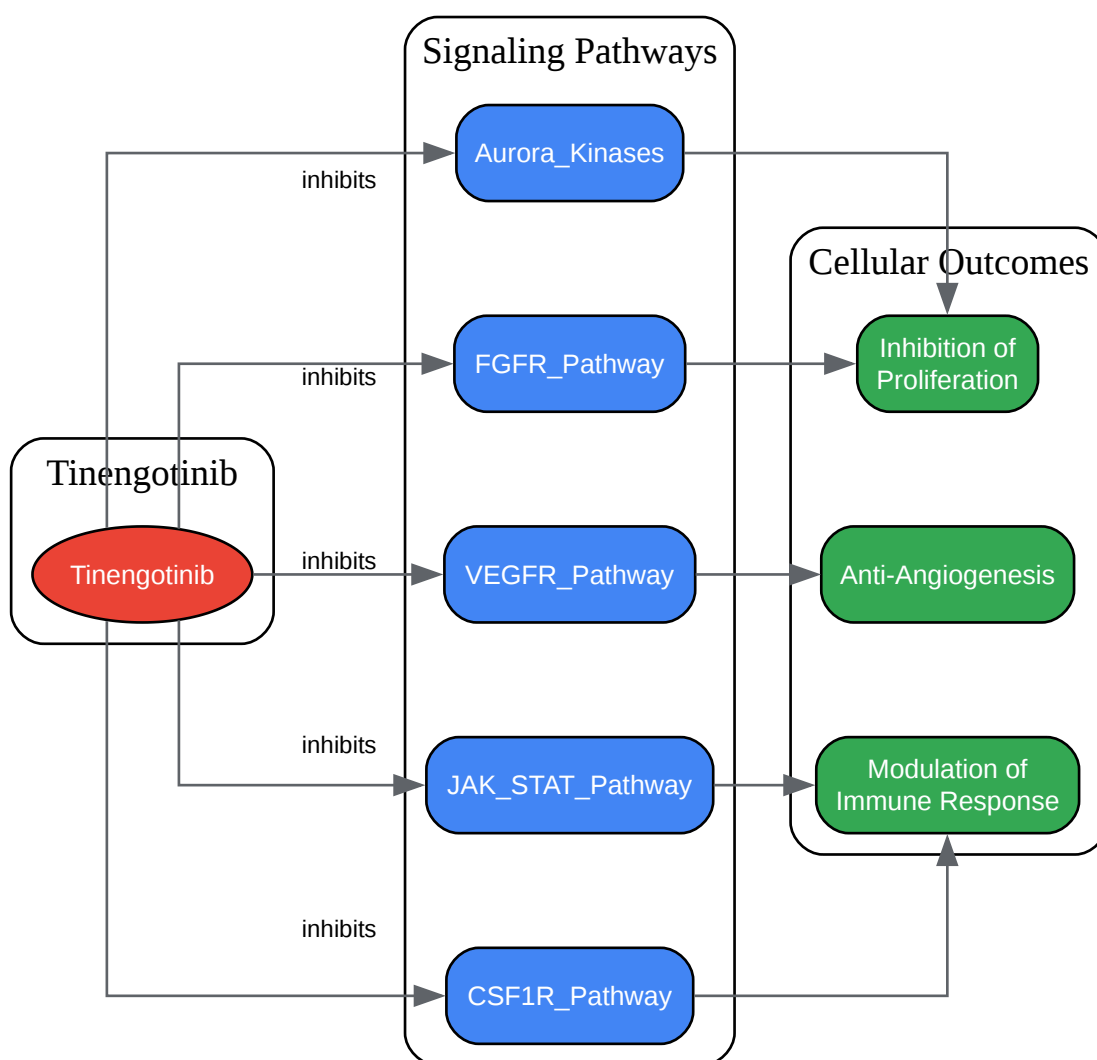 Signaling Pathways
Aurora_Kinases
inhibits
Cellular Outcomes
FGFR_Pathway
Inhibition of
Proliferation
inhibits
Tinengotinib
Tinengotinib
inhibits
VEGFR_Pathway
Anti-Angiogenesis
inhibits
JAK_STAT_Pathway
Modulation of
Immune Response
inhibits
CSF1R_Pathway